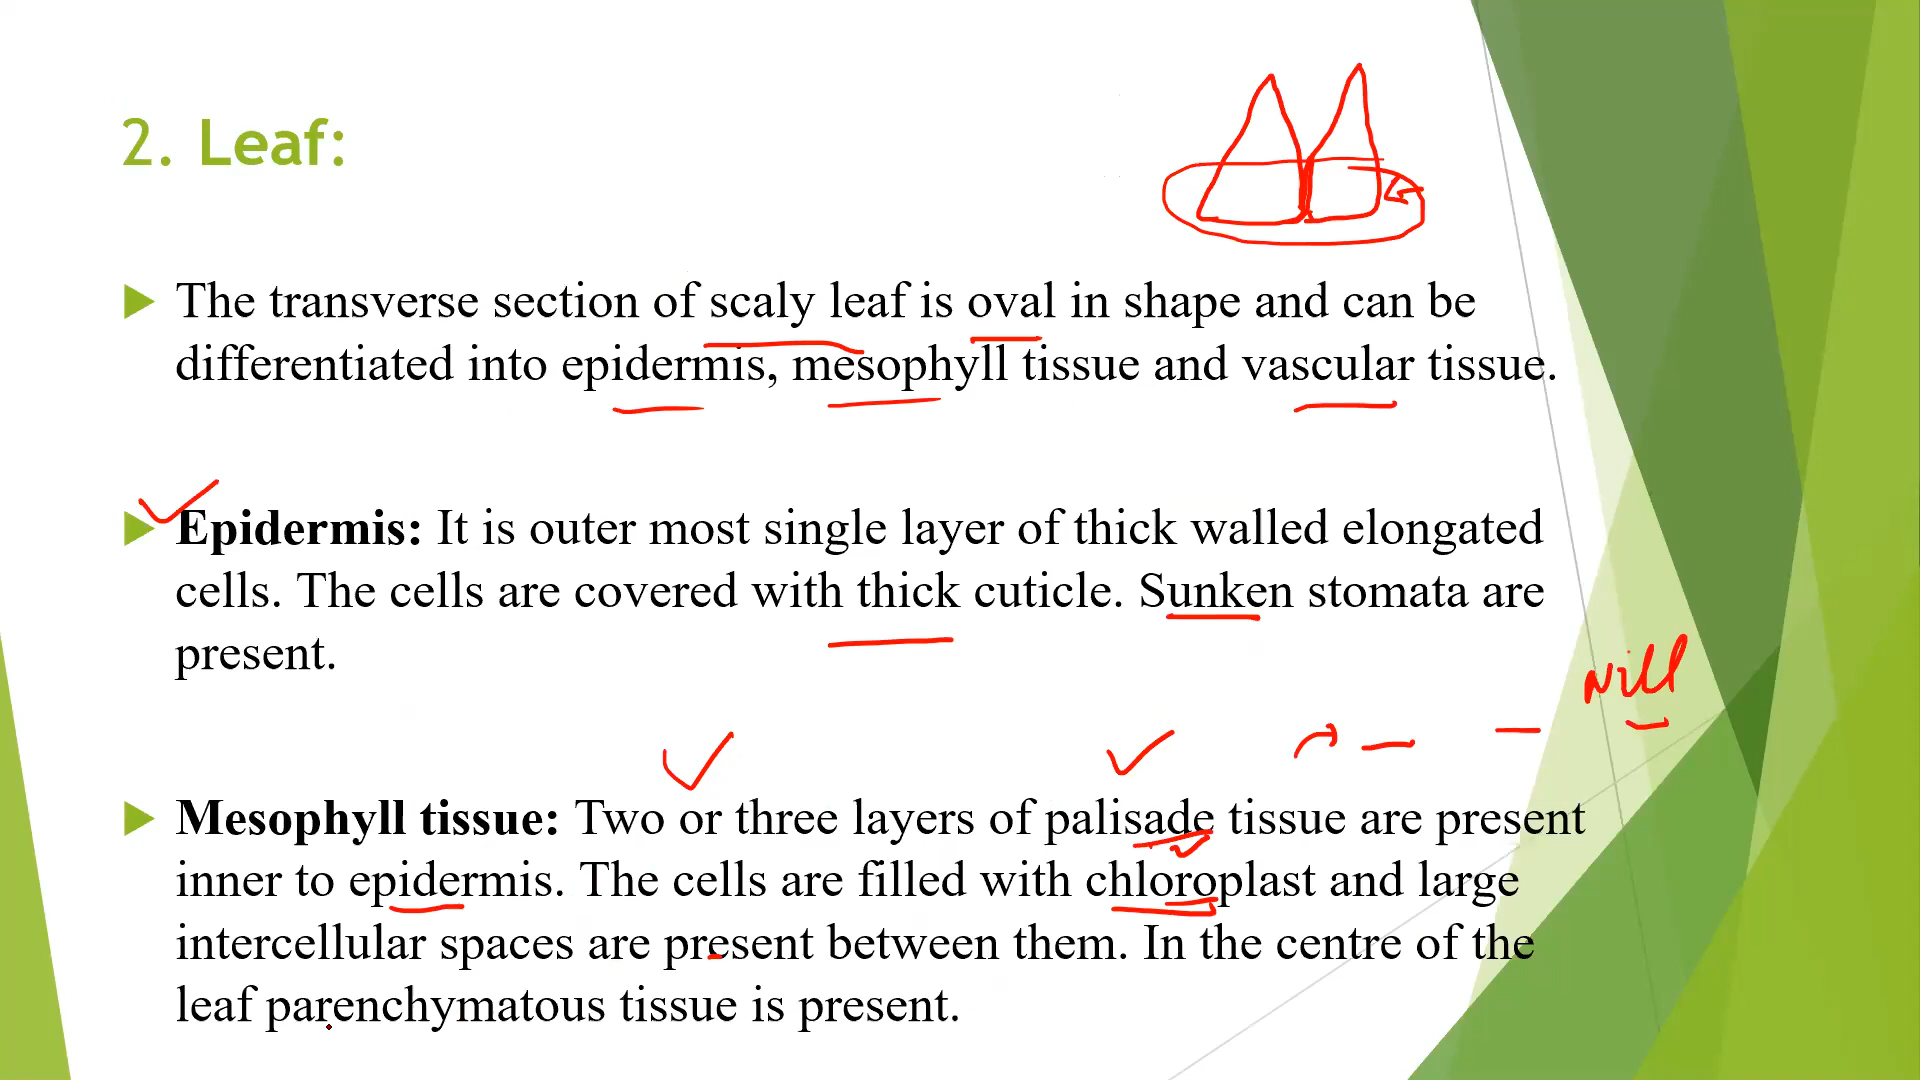 2. Leaf:
The transverse section of scaly leaf is oval in shape and can be
differentiated into epidermis, mesophyll tissue and vascular tissue.
Epidermis: It is outer most single layer of thick walled elongated
cells. The cells are covered with thick cuticle. Sunken stomata are
present.
Nill
Mesophyll tissue: Two or three layers of palisade tissue are present
inner to epidermis. The cells are filled with chloroplast and large
intercellular spaces are present between them. In the centre of the
leaf parenchymatous tissue is present.